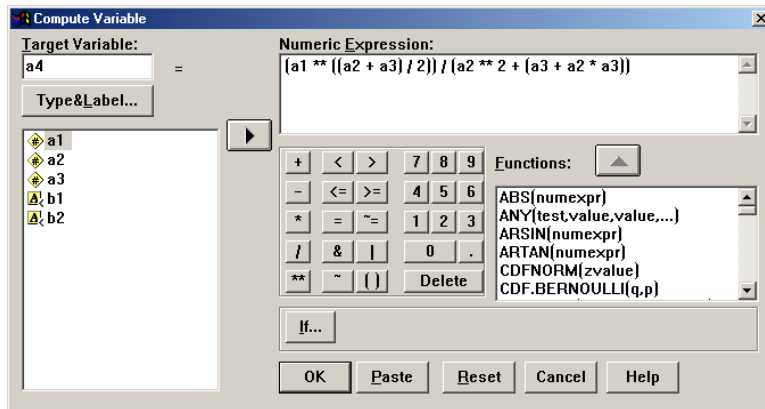 Compute Variable
Target Variable:
a4
=
Type&Label...
a1
a2
a3
b1
b2
Numeric Expression:
(a1 ** ((a2 + a3) / 2)) / (a2 ** 2 + (a3 + a2 * a3))
+ < > 7 8 9
- <= >= 4 5 6
* = ~= 1 2 3
/ & | 0 .
** ~ ( ) Delete
Functions:
ABS(numexpr)
ANY(test,value,value,...)
ARSIN(numexpr)
ARTAN(numexpr)
CDFNORM(zvalue)
CDF.BERNOULLI(q,p)
If...
OK Paste Reset Cancel Help